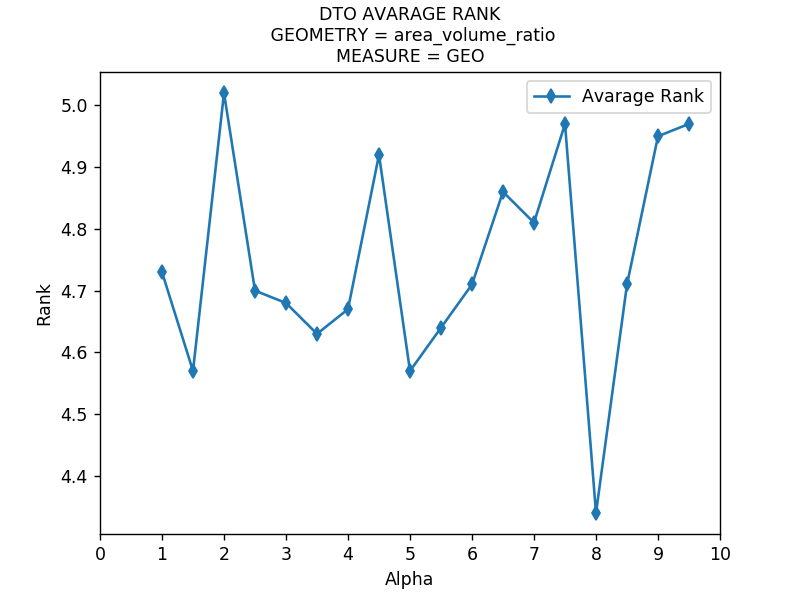 DTO AVARAGE RANK
GEOMETRY = area_volume_ratio
MEASURE = GEO
Avarage Rank
5.0
4.9
4.8
4.7
4.6
4.5
4.4
Rank
0 1 2 3 4 5 6 7 8 9 10
Alpha